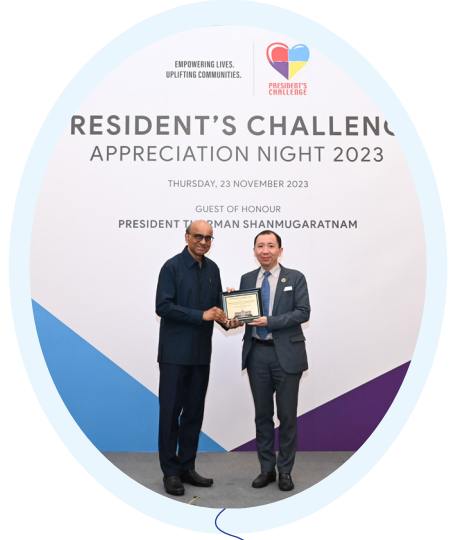 EMPOWERING LIVES.
UPLIFTING COMMUNITIES.
PRESIDENT'S
CHALLENGE
RESIDENT'S CHALLENG
APPRECIATION NIGHT 2023
THURSDAY, 23 NOVEMBER 2023
GUEST OF HONOUR
PRESIDENT THARMAN SHANMUGARATNAM